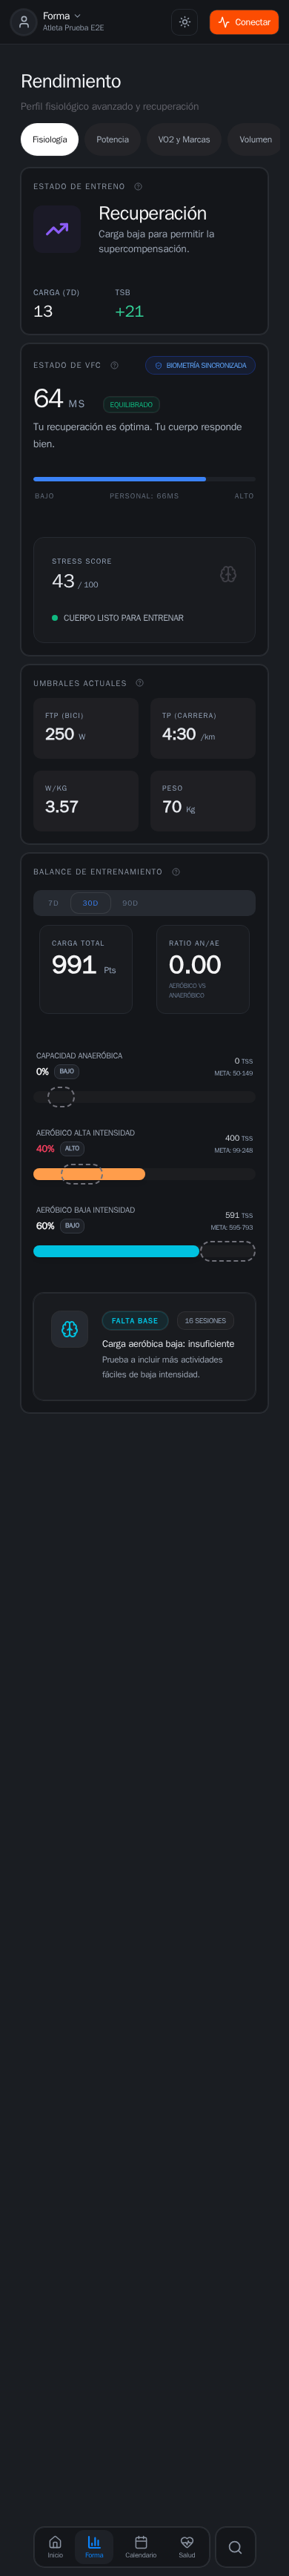 Forma
Atleta Prueba E2E
Conectar
Rendimiento
Perfil fisiológico avanzado y recuperación
Fisiología
Potencia
VO2 y Marcas
Volumen
ESTADO DE ENTRENO
Recuperación
Carga baja para permitir la
supercompensación.
CARGA (7D)
TSB
13
+21
ESTADO DE VFC
BIOMETRÍA SINCRONIZADA
64 MS
EQUILIBRADO
Tu recuperación es óptima. Tu cuerpo responde
bien.
BAJO
PERSONAL: 66MS
ALTO
STRESS SCORE
43 / 100
CUERPO LISTO PARA ENTRENAR
UMBRALES ACTUALES
FTP (BICI)
250 W
TP (CARRERA)
4:30 /km
W/KG
3.57
PESO
70 Kg
BALANCE DE ENTRENAMIENTO
7D
30D
90D
CARGA TOTAL
991 Pts
RATIO AN/AE
0.00
AERÓBICO VS
ANAERÓBICO
CAPACIDAD ANAERÓBICA
0% BAJO
0 TSS
META: 50-149
AERÓBICO ALTA INTENSIDAD
40% ALTO
400 TSS
META: 99-248
AERÓBICO BAJA INTENSIDAD
60% BAJO
591 TSS
META: 595-793
FALTA BASE
16 SESIONES
Carga aeróbica baja: insuficiente
Prueba a incluir más actividades
fáciles de baja intensidad.
Inicio
Forma
Calendario
Salud